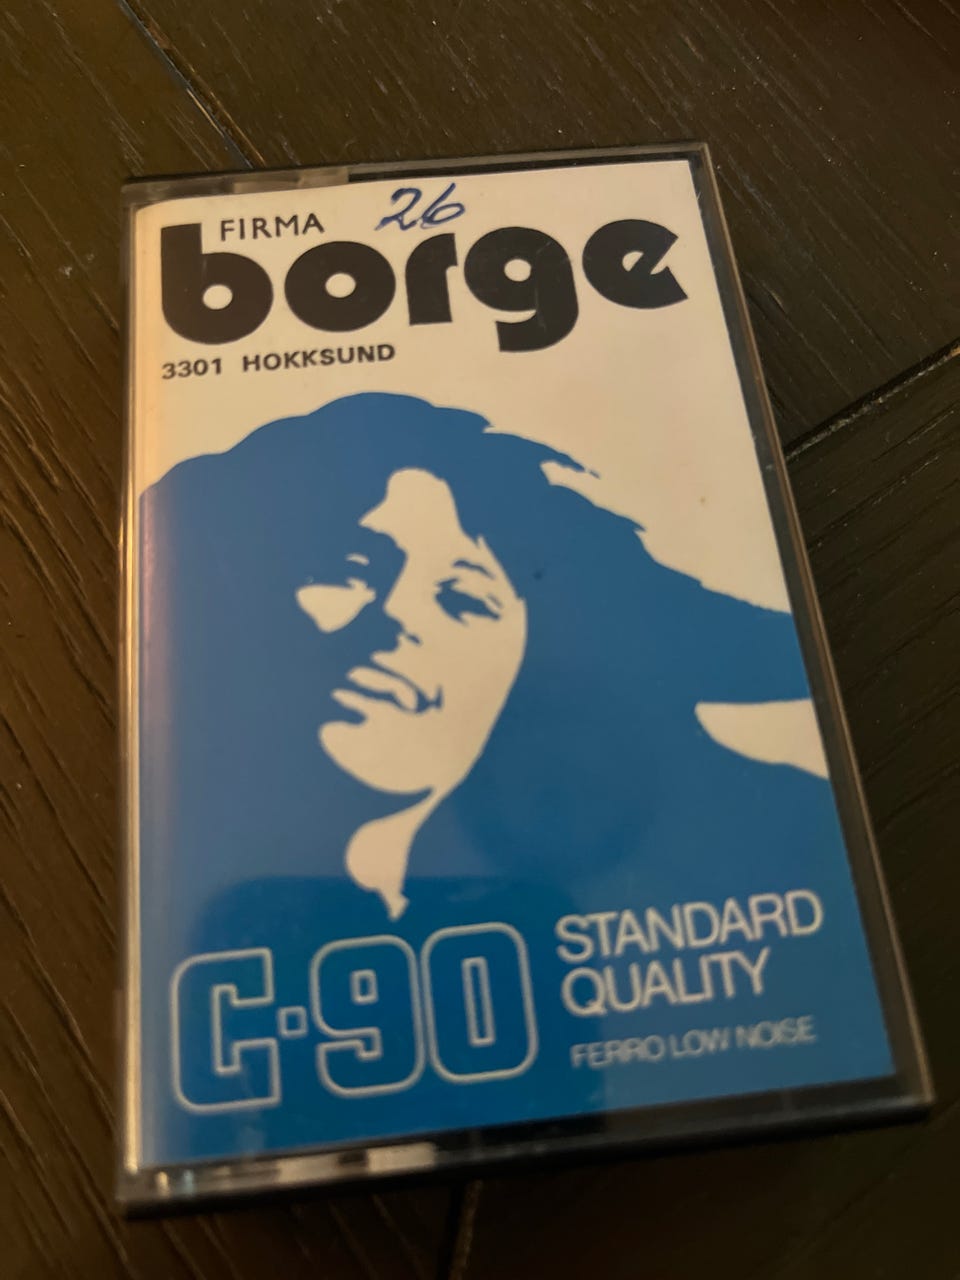 26
FIRMA
borge
3301 HOKKSUND
C-90
STANDARD
QUALITY
FERRO LOW NOISE